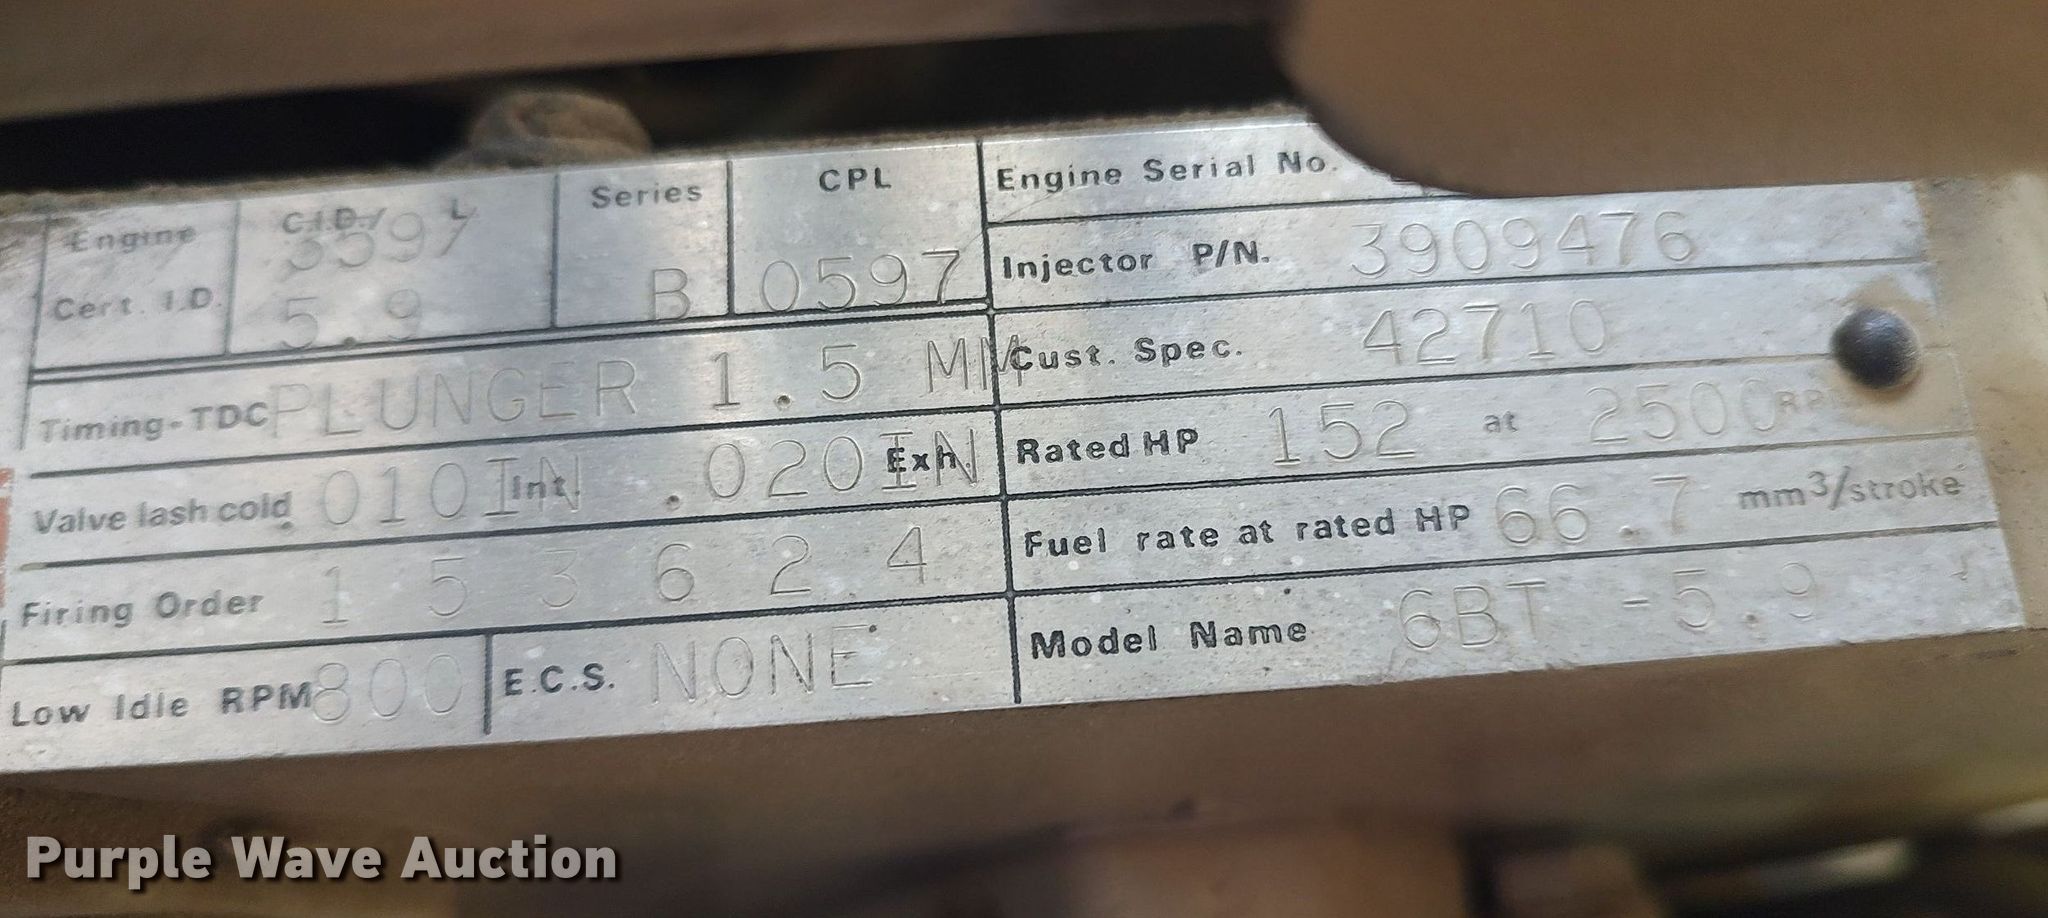 Engine Cert. I.D.
C.I.D./ L 359/ 5.9
Series B
CPL 0597
Timing-TDC PLUNGER 1.5 MM
Valve lash cold .010IN Int. .020IN Exh.
Firing Order 1 5 3 6 2 4
Low Idle RPM 800 E.C.S. NONE
Engine Serial No.
Injector P/N. 3909476
Cust. Spec. 42710
Rated HP 152 at 2500 RPM
Fuel rate at rated HP 66.7 mm3/stroke
Model Name 6BT -5.9
Purple Wave Auction